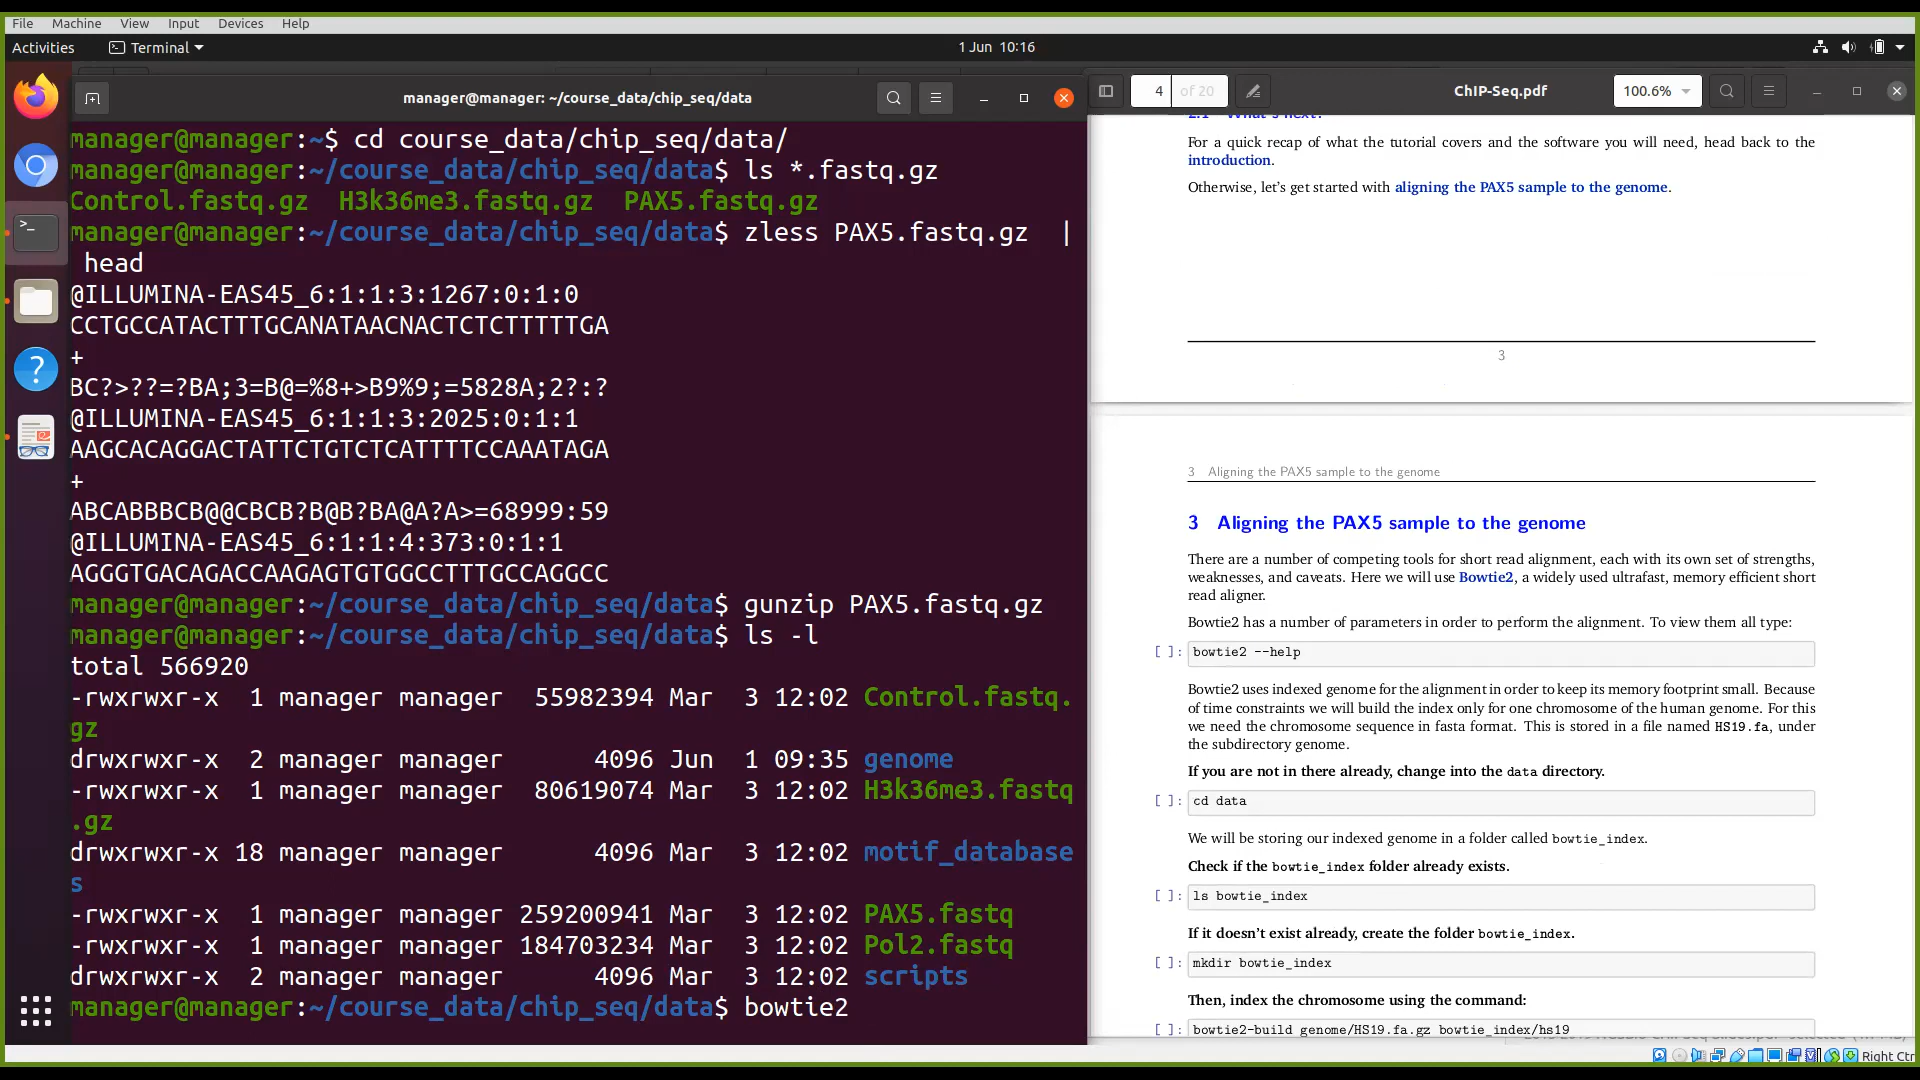 File Machine View Input Devices Help
Activities Terminal 1 Jun 10:16
manager@manager: ~/course_data/chip_seq/data
manager@manager:~$ cd course_data/chip_seq/data/
manager@manager:~/course_data/chip_seq/data$ ls *.fastq.gz
Control.fastq.gz H3k36me3.fastq.gz PAX5.fastq.gz
manager@manager:~/course_data/chip_seq/data$ zless PAX5.fastq.gz |
head
@ILLUMINA-EAS45_6:1:1:3:1267:0:1:0
CCTGCCATACTTTGCANATAACNACTCTCTTTTTGA
+
BC?>??=?BA;3=B@=%8+>B9%9;=5828A;2?:?
@ILLUMINA-EAS45_6:1:1:3:2025:0:1:1
AAGCACAGGACTATTCTGTCTCATTTTCCAAATAGA
+
ABCABBBCB@@CBCB?B@B?BA@A?A>=68999:59
@ILLUMINA-EAS45_6:1:1:4:373:0:1:1
AGGGTGACAGACCAAGAGTGTGGCCTTTGCCAGGCC
manager@manager:~/course_data/chip_seq/data$ gunzip PAX5.fastq.gz
manager@manager:~/course_data/chip_seq/data$ ls -l
total 566920
-rwxrwxr-x 1 manager manager 55982394 Mar 3 12:02 Control.fastq.
gz
drwxrwxr-x 2 manager manager 4096 Jun 1 09:35 genome
-rwxrwxr-x 1 manager manager 80619074 Mar 3 12:02 H3k36me3.fastq
.gz
drwxrwxr-x 18 manager manager 4096 Mar 3 12:02 motif_database
s
-rwxrwxr-x 1 manager manager 259200941 Mar 3 12:02 PAX5.fastq
-rwxrwxr-x 1 manager manager 184703234 Mar 3 12:02 Pol2.fastq
drwxrwxr-x 2 manager manager 4096 Mar 3 12:02 scripts
manager@manager:~/course_data/chip_seq/data$ bowtie2
4 of 20 ChIP-Seq.pdf 100.6%
2.1 What's next?
For a quick recap of what the tutorial covers and the software you will need, head back to the
introduction.
Otherwise, let's get started with aligning the PAX5 sample to the genome.
3
3 Aligning the PAX5 sample to the genome
3 Aligning the PAX5 sample to the genome
There are a number of competing tools for short read alignment, each with its own set of strengths,
weaknesses, and caveats. Here we will use Bowtie2, a widely used ultrafast, memory efficient short
read aligner.
Bowtie2 has a number of parameters in order to perform the alignment. To view them all type:
[ ]: bowtie2 --help
Bowtie2 uses indexed genome for the alignment in order to keep its memory footprint small. Because
of time constraints we will build the index only for one chromosome of the human genome. For this
we need the chromosome sequence in fasta format. This is stored in a file named HS19.fa, under
the subdirectory genome.
If you are not in there already, change into the data directory.
[ ]: cd data
We will be storing our indexed genome in a folder called bowtie_index.
Check if the bowtie_index folder already exists.
[ ]: ls bowtie_index
If it doesn't exist already, create the folder bowtie_index.
[ ]: mkdir bowtie_index
Then, index the chromosome using the command:
[ ]: bowtie2-build genome/HS19.fa.gz bowtie_index/hs19
Right Ctrl